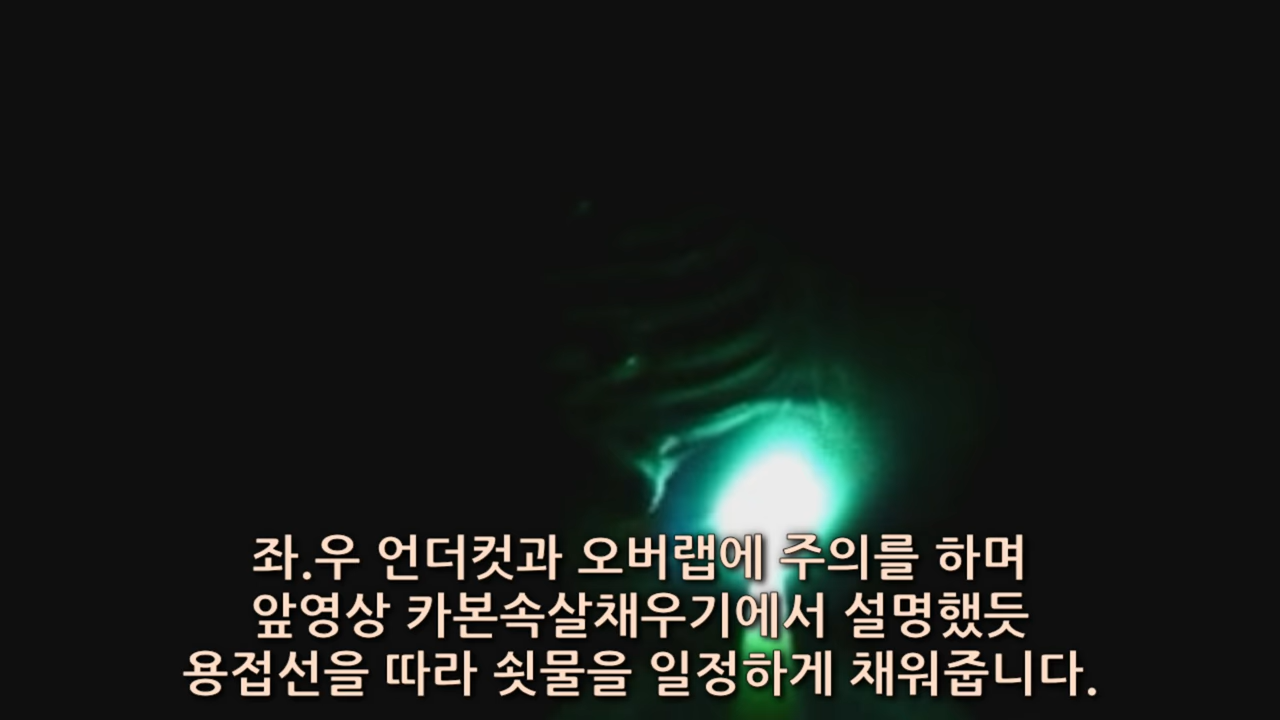 좌.우 언더컷과 오버랩에 주의를 하며
앞영상 카본속살채우기에서 설명했듯
용접선을 따라 쇳물을 일정하게 채워줍니다.